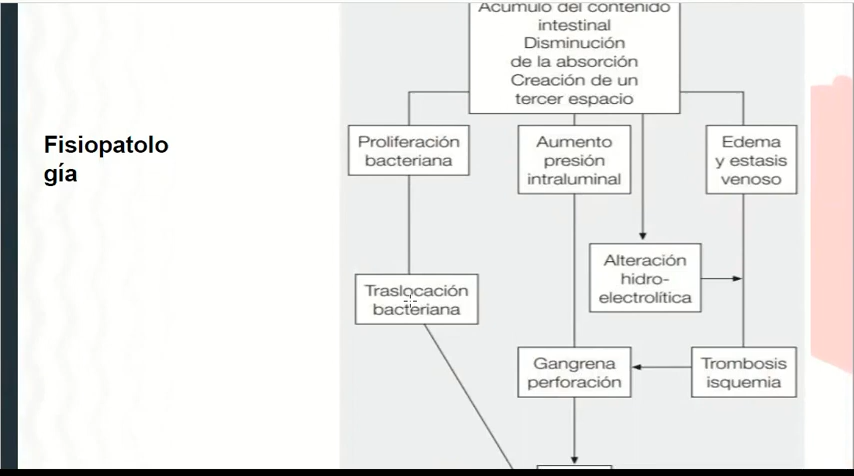 Acúmulo del contenido
intestinal
Disminución
de la absorción
Creación de un
tercer espacio
Fisiopatolo
gía
Proliferación
bacteriana
Aumento
presión
intraluminal
Edema
y estasis
venoso
Alteración
hidro-
electrolítica
Traslocación
bacteriana
Gangrena
perforación
Trombosis
isquemia